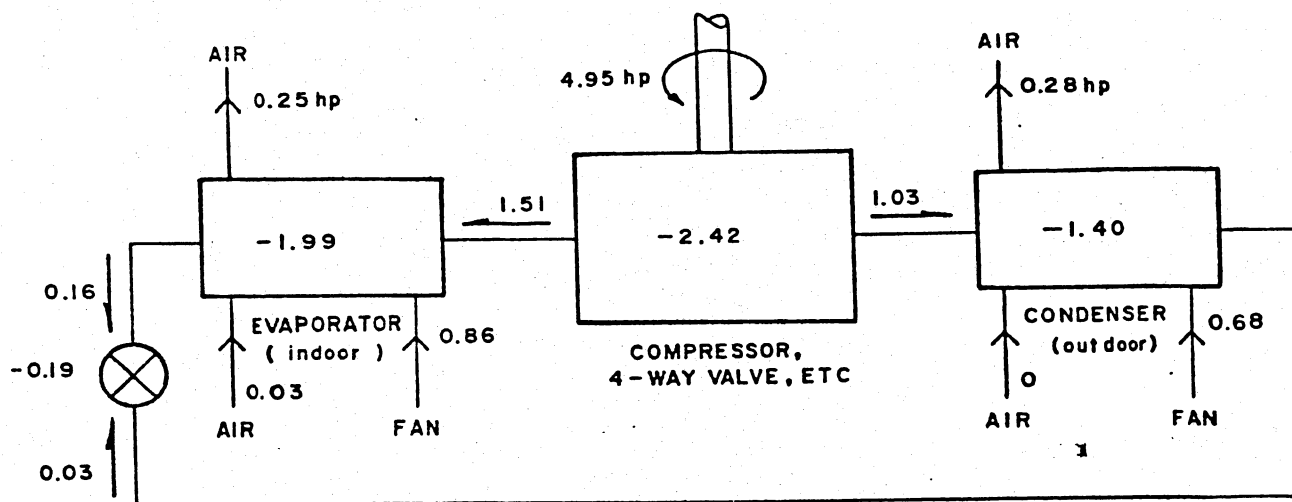 AIR
0.25 hp
4.95 hp
AIR
0.28 hp
1.51
1.03
-1.99
-2.42
-1.40
0.16
EVAPORATOR
( indoor )
0.86
CONDENSER
(outdoor)
0.68
-0.19
COMPRESSOR,
4-WAY VALVE, ETC
0.03
0
AIR
FAN
AIR
FAN
0.03